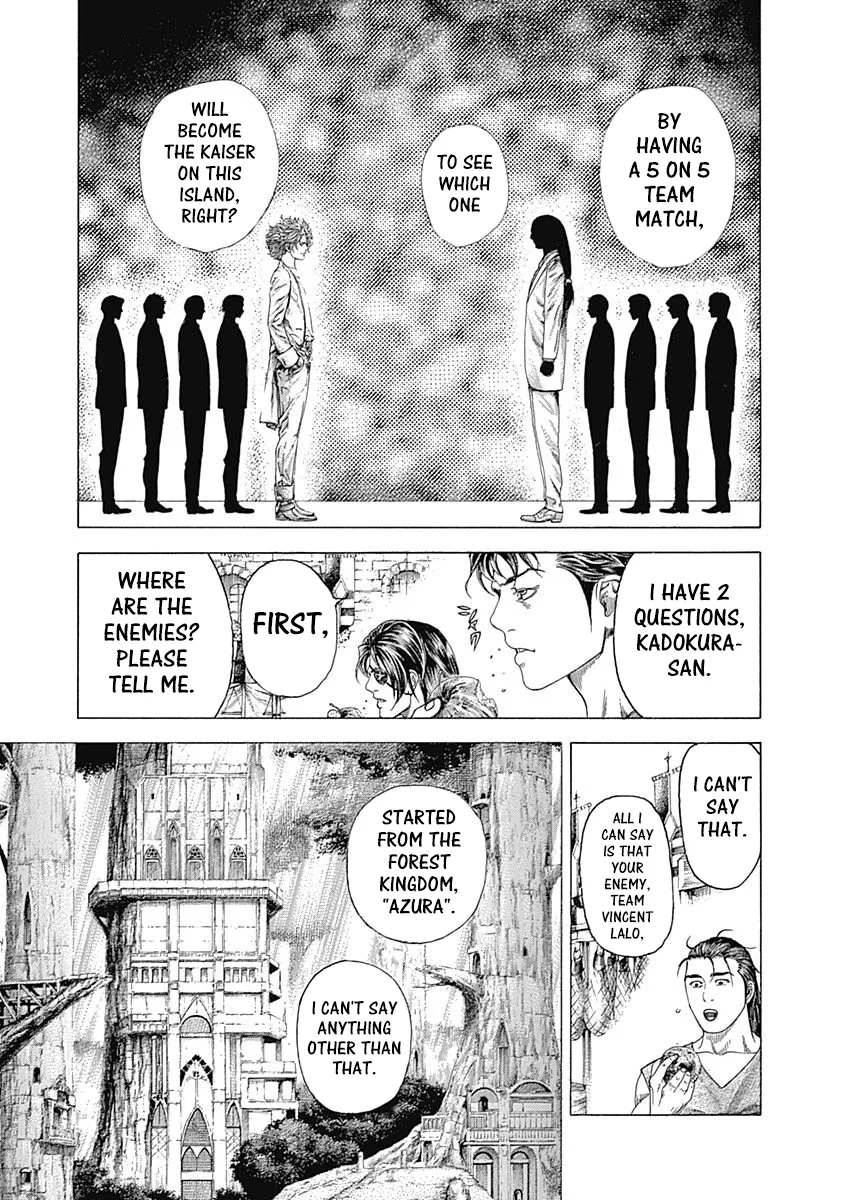 BY
HAVING
A 5 ON 5
TEAM
MATCH,
TO SEE
WHICH
ONE
WILL
BECOME
THE KAISER
ON THIS
ISLAND,
RIGHT?
I HAVE 2
QUESTIONS,
KADOKURA-
SAN.
FIRST,
WHERE
ARE THE
ENEMIES?
PLEASE
TELL ME.
I CAN'T
SAY
THAT.
ALL I
CAN SAY
IS THAT
YOUR
ENEMY,
TEAM
VINCENT
LALO,
STARTED
FROM THE
FOREST
KINGDOM,
"AZURA".
I CAN'T SAY
ANYTHING
OTHER THAN
THAT.